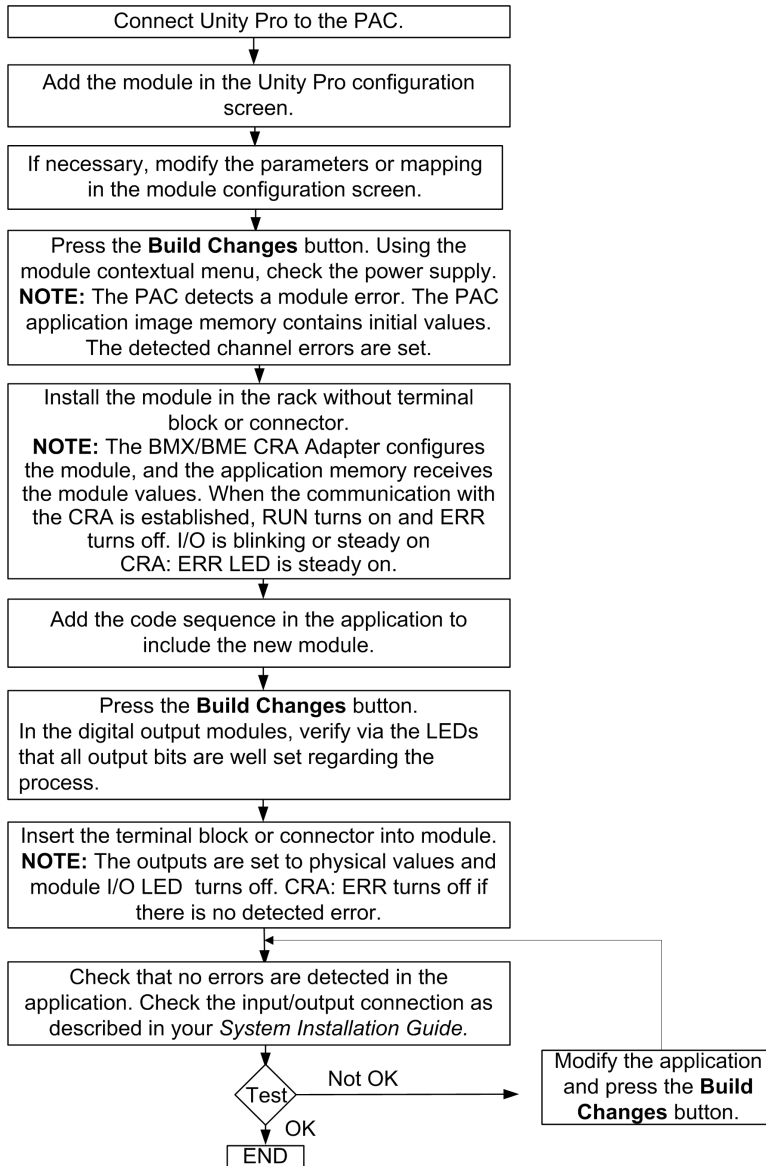 Connect Unity Pro to the PAC.
Add the module in the Unity Pro configuration
screen.
If necessary, modify the parameters or mapping
in the module configuration screen.
Press the Build Changes button. Using the
module contextual menu, check the power supply.
NOTE: The PAC detects a module error. The PAC
application image memory contains initial values.
The detected channel errors are set.
Install the module in the rack without terminal
block or connector.
NOTE: The BMX/BME CRA Adapter configures
the module, and the application memory receives
the module values. When the communication with
the CRA is established, RUN turns on and ERR
turns off. I/O is blinking or steady on
CRA: ERR LED is steady on.
Add the code sequence in the application to
include the new module.
Press the Build Changes button.
In the digital output modules, verify via the LEDs
that all output bits are well set regarding the
process.
Insert the terminal block or connector into module.
NOTE: The outputs are set to physical values and
module I/O LED turns off. CRA: ERR turns off if
there is no detected error.
Check that no errors are detected in the
application. Check the input/output connection as
described in your System Installation Guide.
Test
Not OK
Modify the application
and press the Build
Changes button.
OK
END